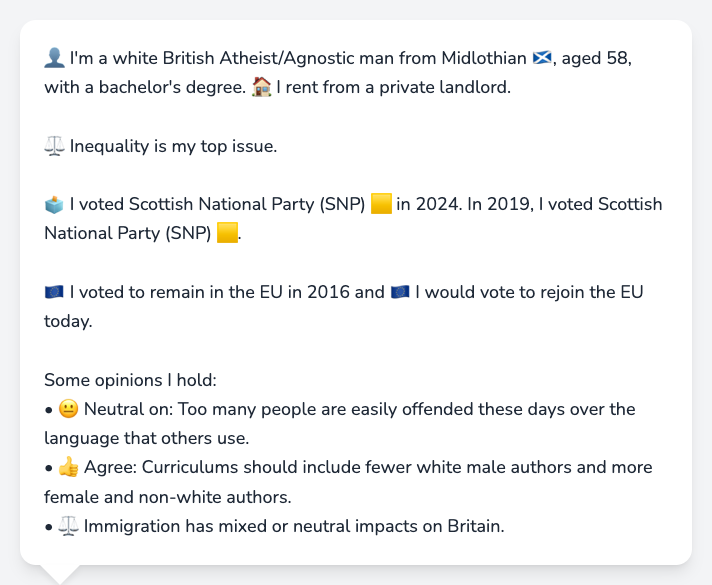 👤 I'm a white British Atheist/Agnostic man from Midlothian 🏴󠁧󠁢󠁳󠁣󠁴󠁿, aged 58,
with a bachelor's degree. 🏠 I rent from a private landlord.
⚖️ Inequality is my top issue.
🗳️ I voted Scottish National Party (SNP) 🟨 in 2024. In 2019, I voted Scottish
National Party (SNP) 🟨.
🇪🇺 I voted to remain in the EU in 2016 and 🇪🇺 I would vote to rejoin the EU
today.
Some opinions I hold:
• 😐 Neutral on: Too many people are easily offended these days over the
language that others use.
• 👍 Agree: Curriculums should include fewer white male authors and more
female and non-white authors.
• ⚖️ Immigration has mixed or neutral impacts on Britain.